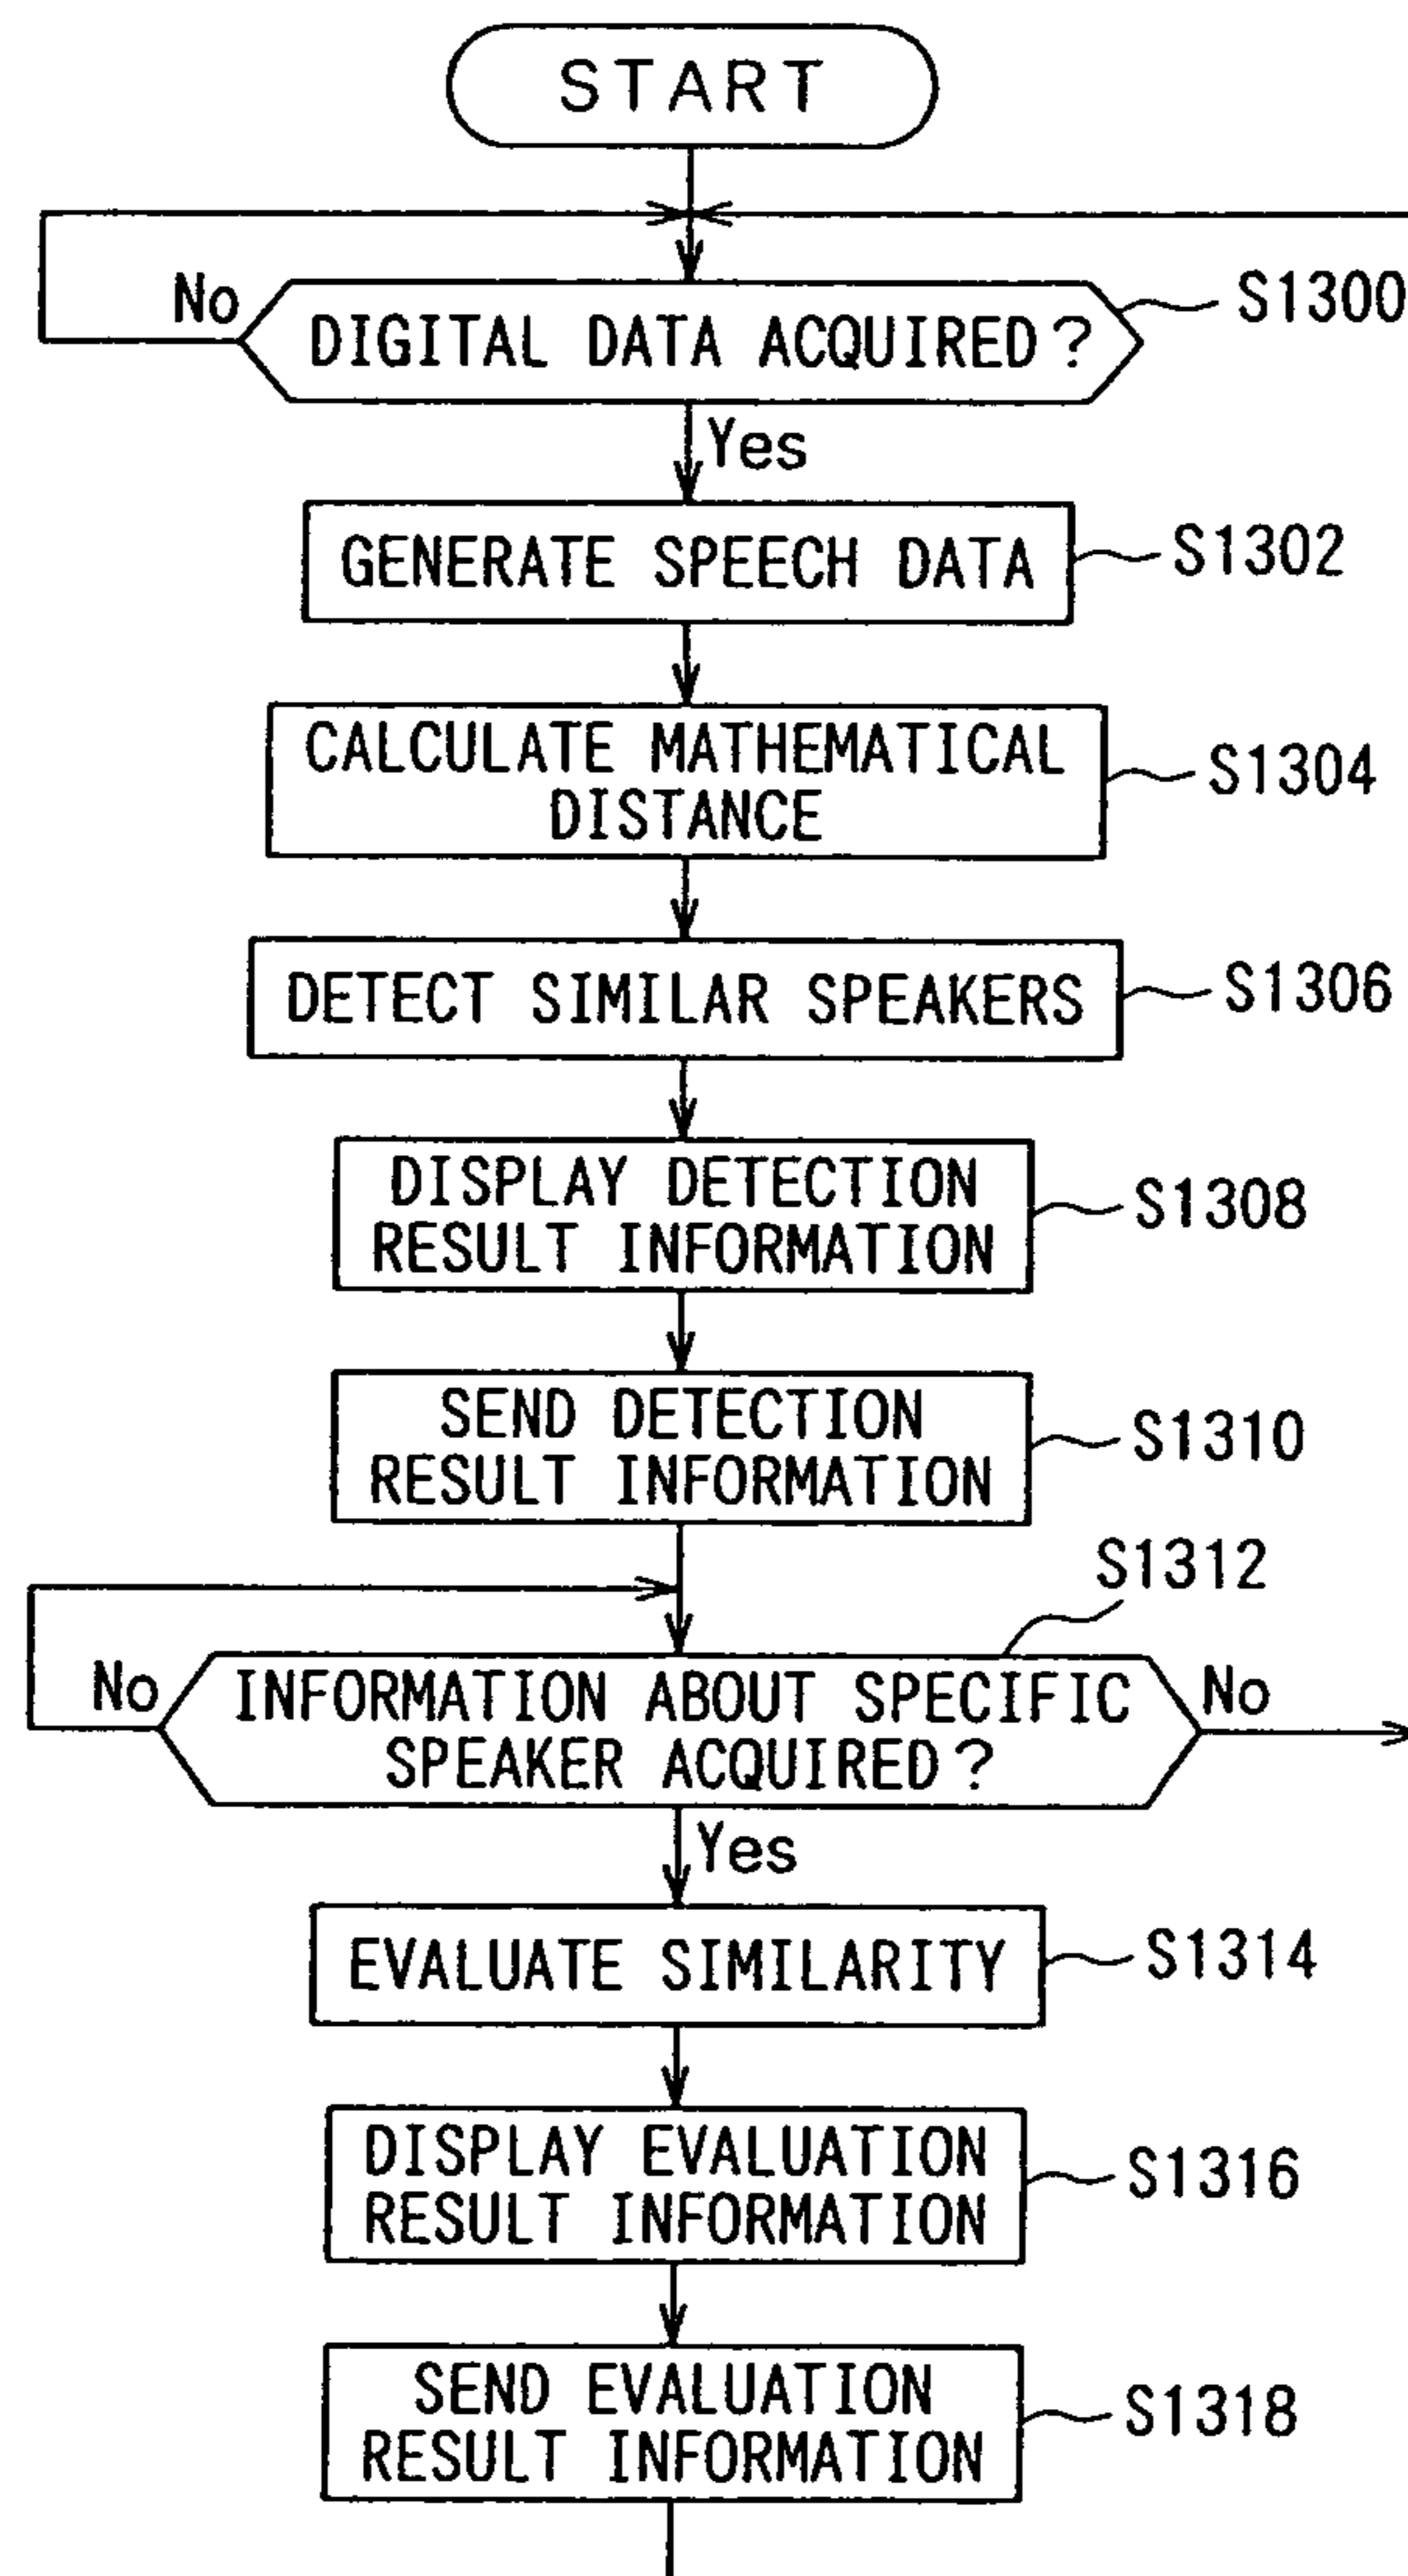 START
No
S1300
DIGITAL DATA ACQUIRED?
Yes
GENERATE SPEECH DATA
S1302
CALCULATE MATHEMATICAL
DISTANCE
S1304
DETECT SIMILAR SPEAKERS
S1306
DISPLAY DETECTION
RESULT INFORMATION
S1308
SEND DETECTION
RESULT INFORMATION
S1310
S1312
No
INFORMATION ABOUT SPECIFIC
SPEAKER ACQUIRED?
No
Yes
EVALUATE SIMILARITY
S1314
DISPLAY EVALUATION
RESULT INFORMATION
S1316
SEND EVALUATION
RESULT INFORMATION
S1318